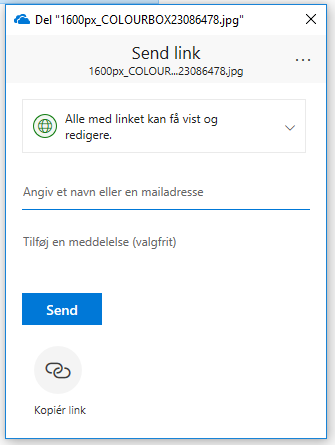 Del "1600px_COLOURBOX23086478.jpg"
Send link
1600px_COLOUR...23086478.jpg
Alle med linket kan få vist og
redigere.
Angiv et navn eller en mailadresse
Tilføj en meddelelse (valgfrit)
Send
Kopiér link